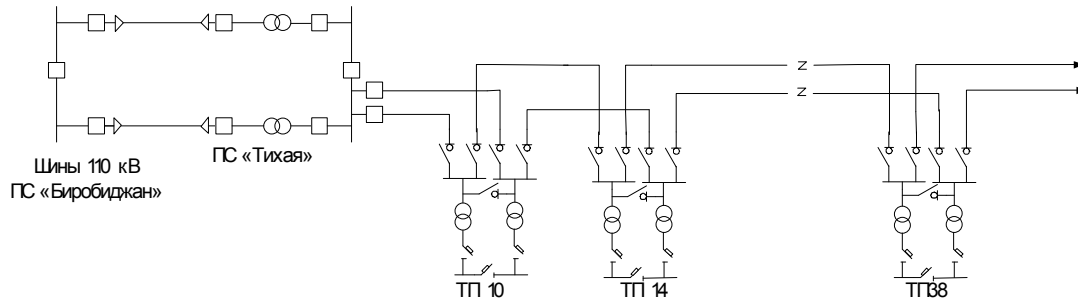 ПС «Тихая»
Шины 110 кВ
ПС «Биробиджан»
ТП 10
ТП 14
ТП38